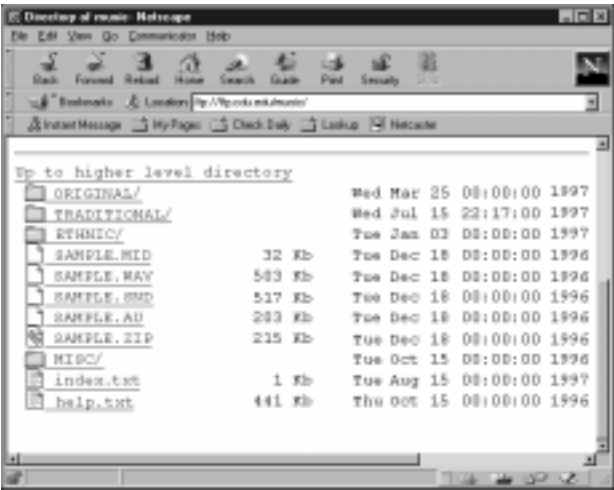 Directory of music- Netscape
File Edit View Go Communicator Help
Back Forward Reload Home Search Guide Print Security
Bookmarks Location ftp://ftp.cdu.edu/music/
Instant Message My Pages Check Daily Lookup Netcaster
Up to higher level directory
ORIGINAL/ Wed Mar 25 00:00:00 1997
TRADITIONAL/ Wed Jul 15 22:17:00 1997
ETHNIC/ Tue Jan 03 00:00:00 1997
SAMPLE.MID 32 Kb Tue Dec 18 00:00:00 1996
SAMPLE.WAV 503 Kb Tue Dec 18 00:00:00 1996
SAMPLE.SND 517 Kb Tue Dec 18 00:00:00 1996
SAMPLE.AU 203 Kb Tue Dec 18 00:00:00 1996
SAMPLE.ZIP 215 Kb Tue Dec 18 00:00:00 1996
MISC/ Tue Oct 15 00:00:00 1996
index.txt 1 Kb Tue Aug 15 00:00:00 1997
help.txt 441 Kb Thu Oct 15 00:00:00 1996